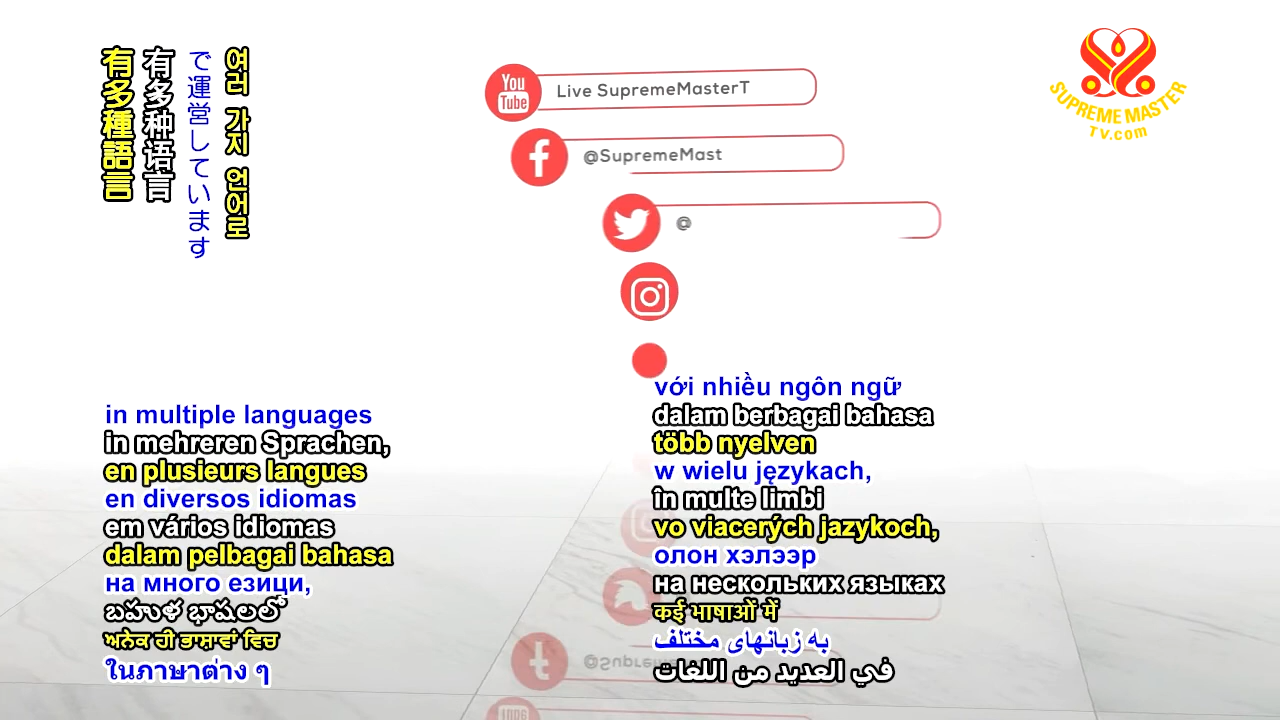 有多種語言
有多种语言
で運営しています
여러 가지 언어로
You
Tube
Live SupremeMasterT
@SupremeMast
@
SUPREME MASTER
TV.com
in multiple languages
in mehreren Sprachen,
en plusieurs langues
en diversos idiomas
em vários idiomas
dalam pelbagai bahasa
на много езици,
బహుళ భాషలలో
ਅਨੇਕ ਹੀ ਭਾਸ਼ਾਵਾਂ ਵਿਚ
ในภาษาต่าง ๆ
với nhiều ngôn ngữ
dalam berbagai bahasa
több nyelven
w wielu językach,
în multe limbi
vo viacerých jazykoch,
олон хэлээр
на нескольких языках
कई भाषाओं में
به زبانهای مختلف
في العديد من اللغات